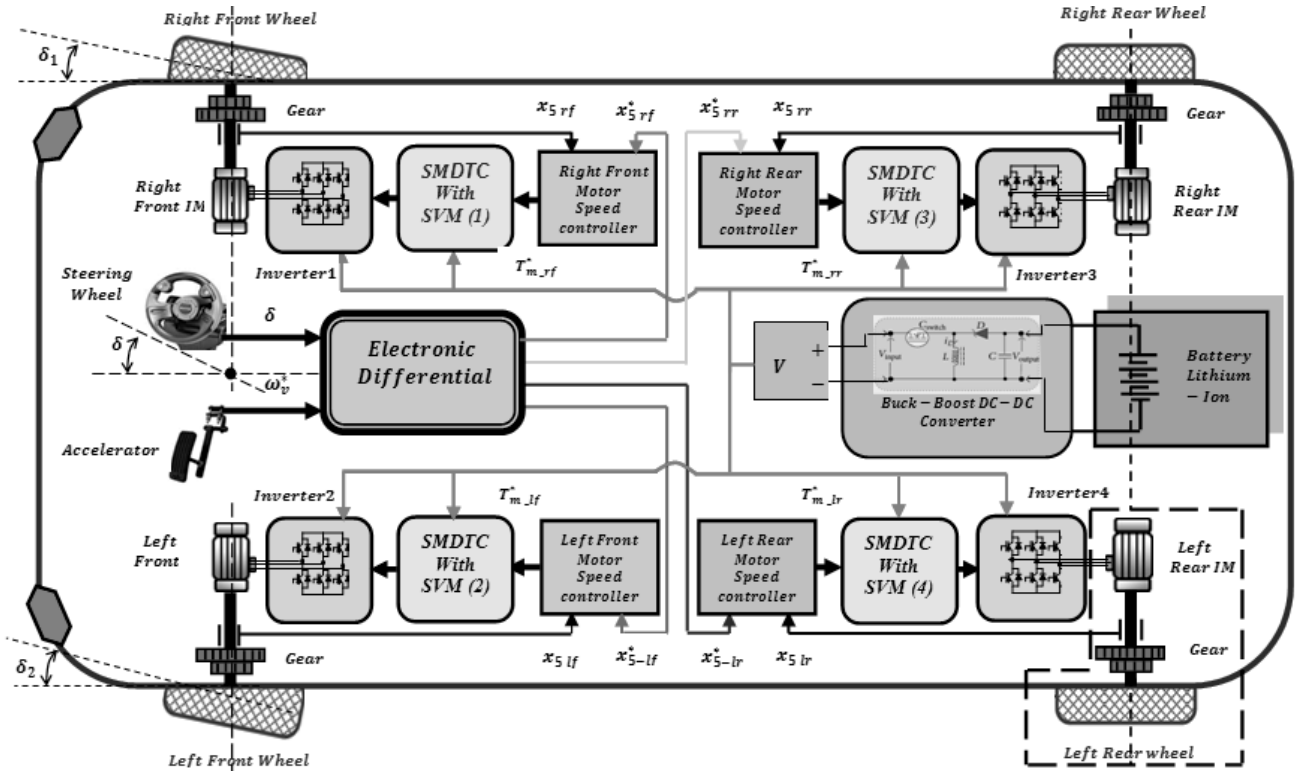 Right Front Wheel
Right Rear Wheel
δ₁
Gear
x₅ rf
x*₅ rf
x*₅ rr
x₅ rr
Gear
Right
Front IM
SMDTC
With
SVM (1)
Right Front
Motor
Speed
controller
Right Rear
Motor
Speed
controller
SMDTC
With
SVM (3)
Right
Rear IM
Inverter1
T*m_rf
T*m_rr
Inverter3
Steering
Wheel
δ
δ
ω*v
Electronic
Differential
V
+
−
Cswitch
D
Vinput
iL
L
C
Voutput
Buck − Boost DC − DC
Converter
Battery
Lithium
− Ion
Accelerator
Inverter2
T*m_lf
T*m_lr
Inverter4
Left
Front
SMDTC
With
SVM (2)
Left Front
Motor
Speed
controller
Left Rear
Motor
Speed
controller
SMDTC
With
SVM (4)
Left
Rear IM
δ₂
Gear
x₅ lf
x*₅₋lf
x*₅₋lr
x₅ lr
Gear
Left Front Wheel
Left Rear wheel